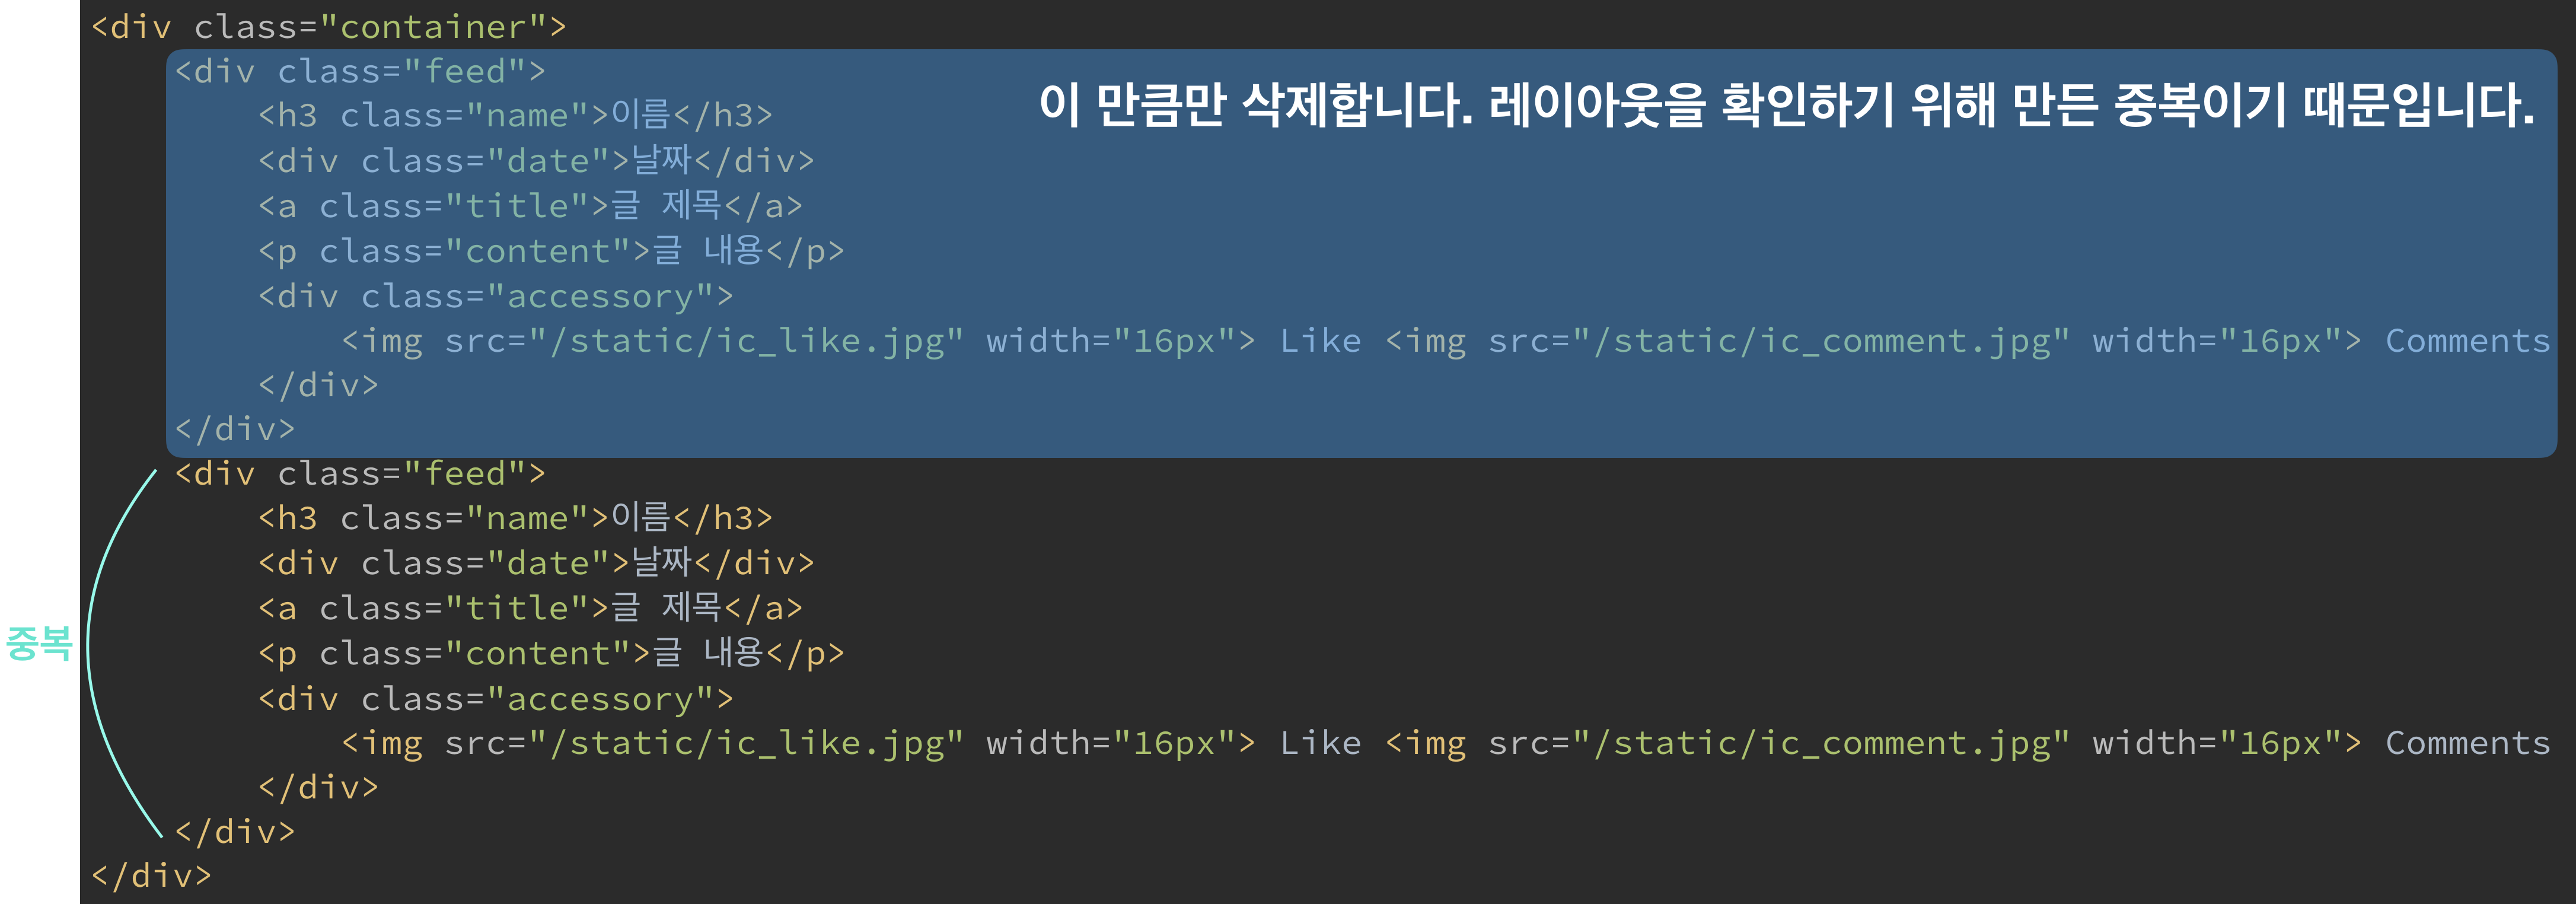 <div class="container">
<div class="feed">
이 만큼만 삭제합니다. 레이아웃을 확인하기 위해 만든 중복이기 때문입니다.
<h3 class="name">이름</h3>
<div class="date">날짜</div>
<a class="title">글 제목</a>
<p class="content">글 내용</p>
<div class="accessory">
<img src="/static/ic_like.jpg" width="16px"> Like <img src="/static/ic_comment.jpg" width="16px"> Comments
</div>
</div>
<div class="feed">
<h3 class="name">이름</h3>
<div class="date">날짜</div>
<a class="title">글 제목</a>
중복
<p class="content">글 내용</p>
<div class="accessory">
<img src="/static/ic_like.jpg" width="16px"> Like <img src="/static/ic_comment.jpg" width="16px"> Comments
</div>
</div>
</div>